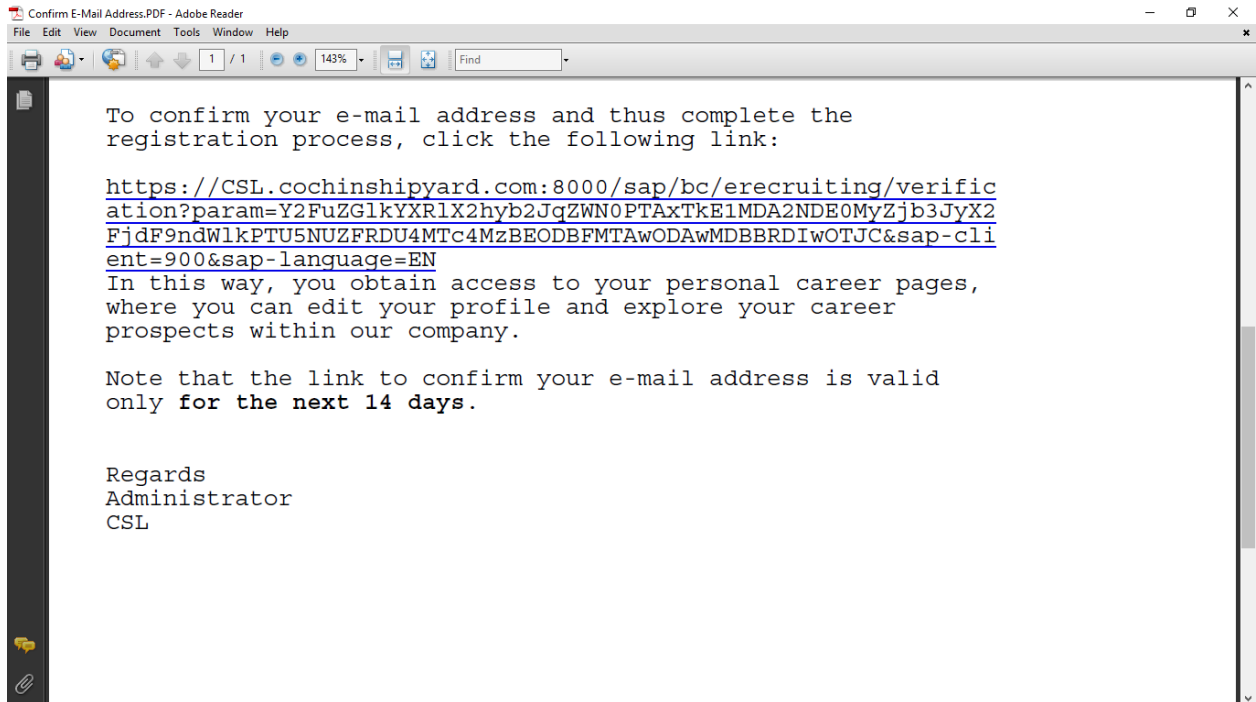 Confirm E-Mail Address.PDF - Adobe Reader
File Edit View Document Tools Window Help
1 / 1 143% Find
To confirm your e-mail address and thus complete the
registration process, click the following link:
https://CSL.cochinshipyard.com:8000/sap/bc/erecruiting/verific
ation?param=Y2FuZGlkYXRlX2hyb2JqZWN0PTAxTkE1MDA2NDE0MyZjb3JyX2
FjdF9ndWlkPTU5NUZFRDU4MTc4MzBEODBFMTAwODAwMDBBRDIwOTJC&sap-cli
ent=900&sap-language=EN
In this way, you obtain access to your personal career pages,
where you can edit your profile and explore your career
prospects within our company.
Note that the link to confirm your e-mail address is valid
only for the next 14 days.
Regards
Administrator
CSL